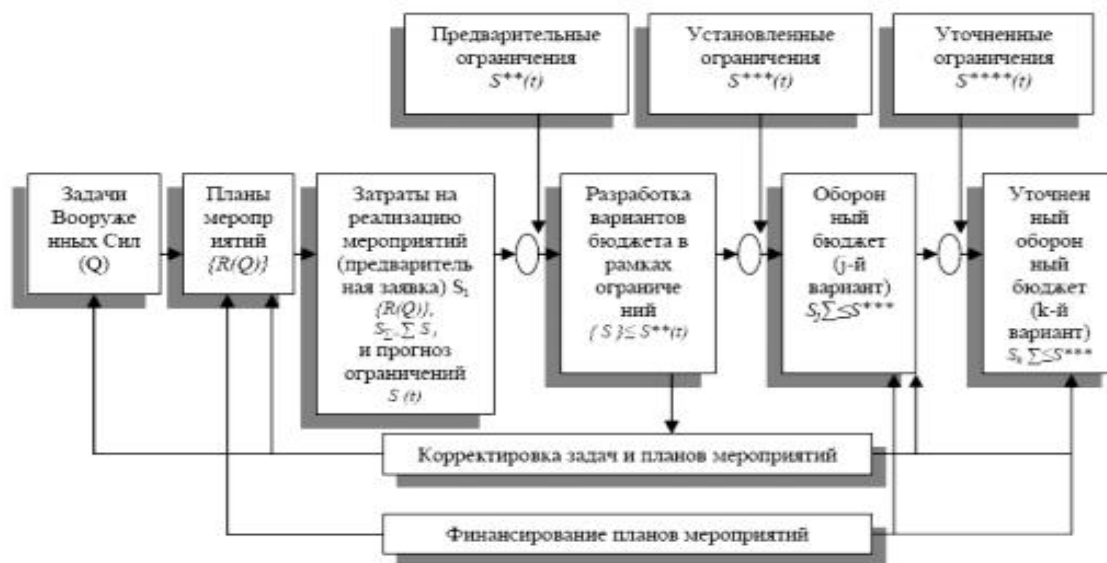 Предварительные
ограничения
S**(t)
Установленные
ограничения
S***(t)
Уточненные
ограничения
S****(t)
Задачи
Вооруже
нных Сил
(Q)
Планы
меропр
иятий
{R(Q)}
Затраты на
реализацию
мероприятий
(предваритель
ная заявка) S₁
{R(Q)},
S∑=∑ S ,
и прогноз
ограничений
S (t)
Разработка
вариантов
бюджета в
рамках
ограниче
ний
{ S }≤ S**(t)
Оборон
ный
бюджет
(j-й
вариант)
Sⱼ∑≤S***
Уточнен
ный
оборон
ный
бюджет
(k-й
вариант)
Sₖ ∑≤S***
Корректировка задач и планов мероприятий
Финансирование планов мероприятий